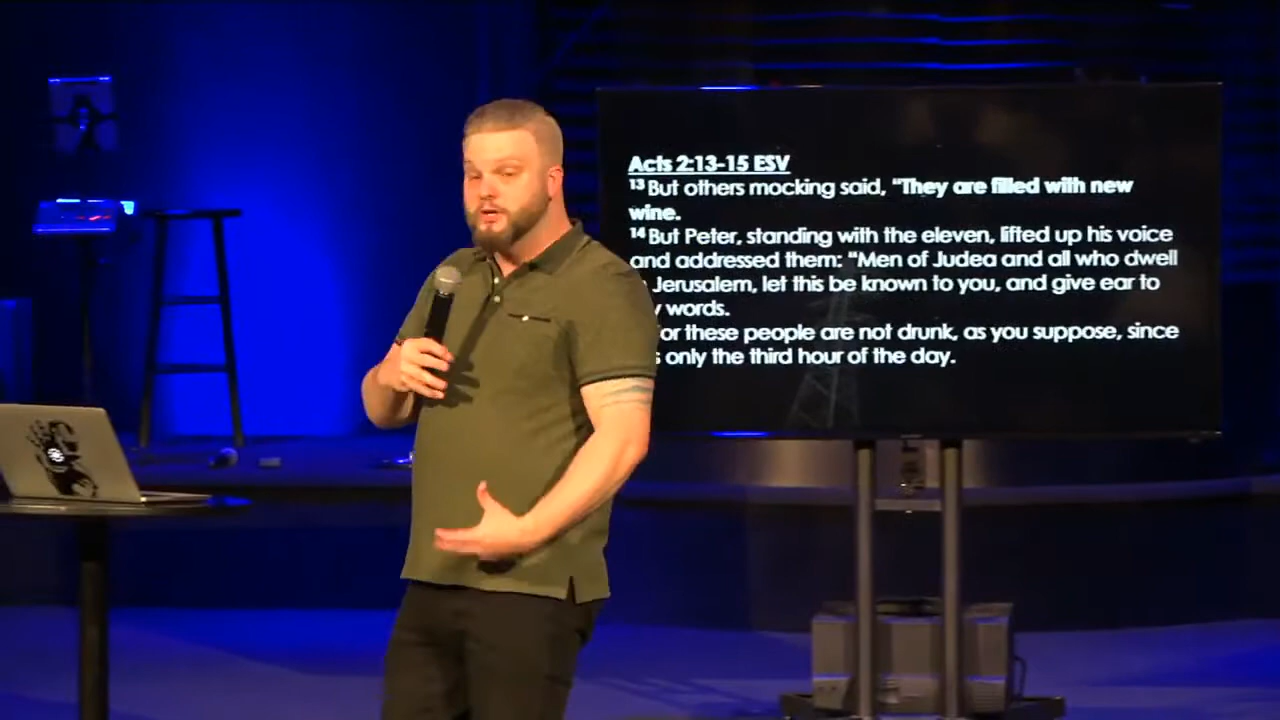 Acts 2:13-15 ESV
13 But others mocking said, "They are filled with new
wine.
14 But Peter, standing with the eleven, lifted up his voice
and addressed them: "Men of Judea and all who dwell
Jerusalem, let this be known to you, and give ear to
words.
these people are not drunk, as you suppose, since
only the third hour of the day.